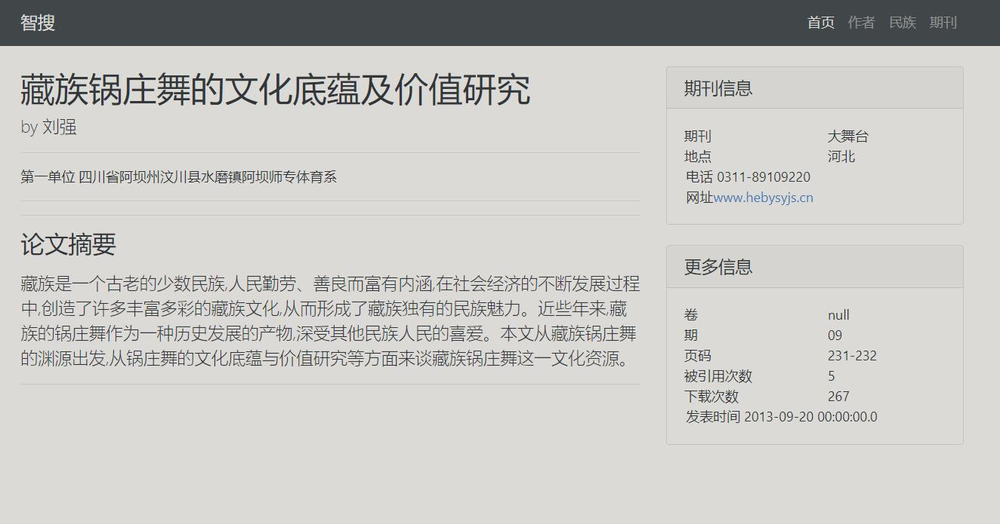 智搜
首页 作者 民族 期刊
藏族锅庄舞的文化底蕴及价值研究
by 刘强
第一单位 四川省阿坝州汶川县水磨镇阿坝师专体育系
论文摘要
藏族是一个古老的少数民族,人民勤劳、善良而富有内涵,在社会经济的不断发展过程
中,创造了许多丰富多彩的藏族文化,从而形成了藏族独有的民族魅力。近些年来,藏
族的锅庄舞作为一种历史发展的产物,深受其他民族人民的喜爱。本文从藏族锅庄舞
的渊源出发,从锅庄舞的文化底蕴与价值研究等方面来谈藏族锅庄舞这一文化资源。
期刊信息
期刊 大舞台
地点 河北
电话 0311-89109220
网址www.hebysyjs.cn
更多信息
卷 null
期 09
页码 231-232
被引用次数 5
下载次数 267
发表时间 2013-09-20 00:00:00.0